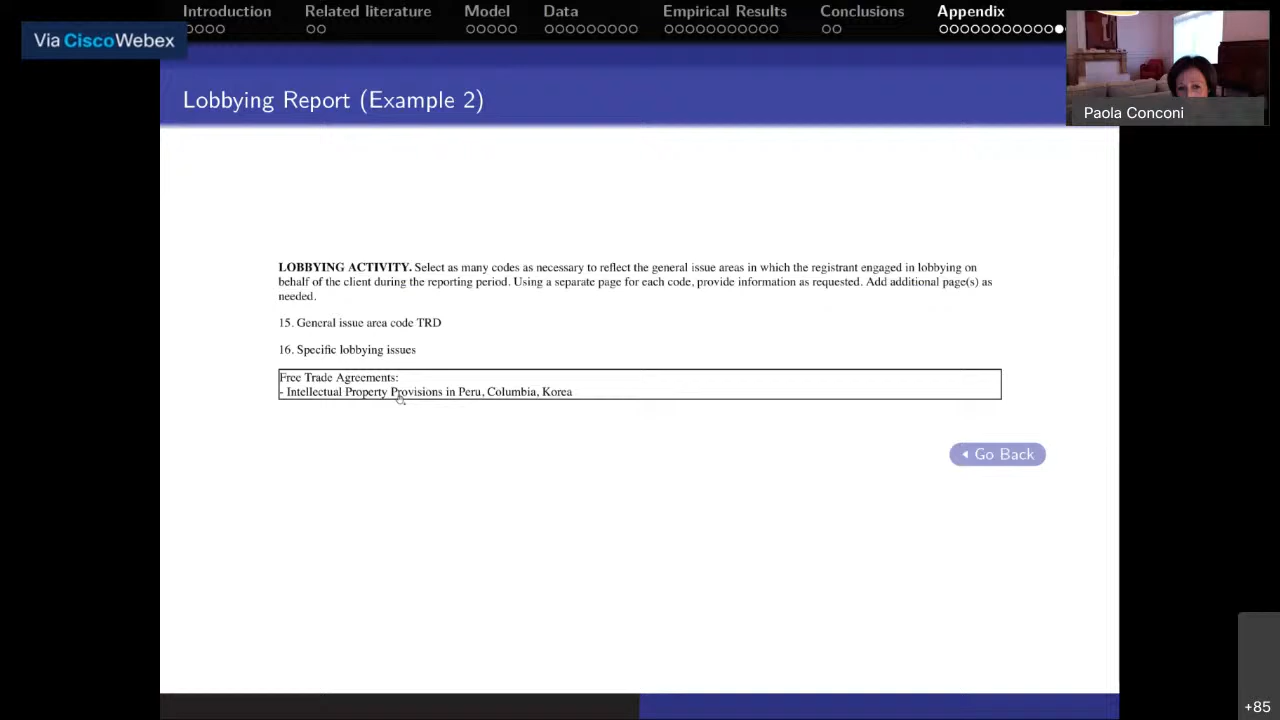 Introduction Related literature Model Data Empirical Results Conclusions Appendix
Via Cisco Webex
Lobbying Report (Example 2)
Paola Conconi
LOBBYING ACTIVITY. Select as many codes as necessary to reflect the general issue areas in which the registrant engaged in lobbying on
behalf of the client during the reporting period. Using a separate page for each code, provide information as requested. Add additional page(s) as
needed.
15. General issue area code TRD
16. Specific lobbying issues
Free Trade Agreements:
- Intellectual Property Provisions in Peru, Columbia, Korea
Go Back
+85